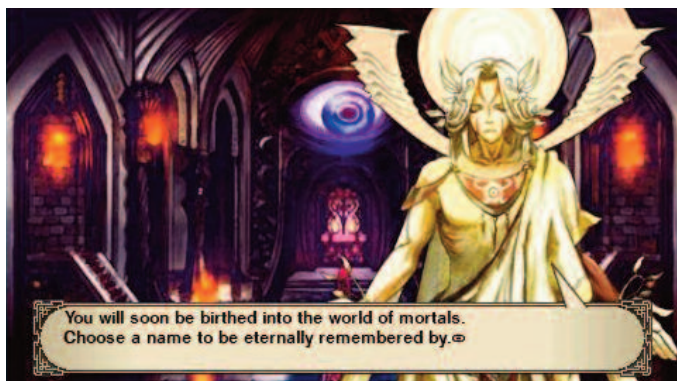 You will soon be birthed into the world of mortals.
Choose a name to be eternally remembered by.